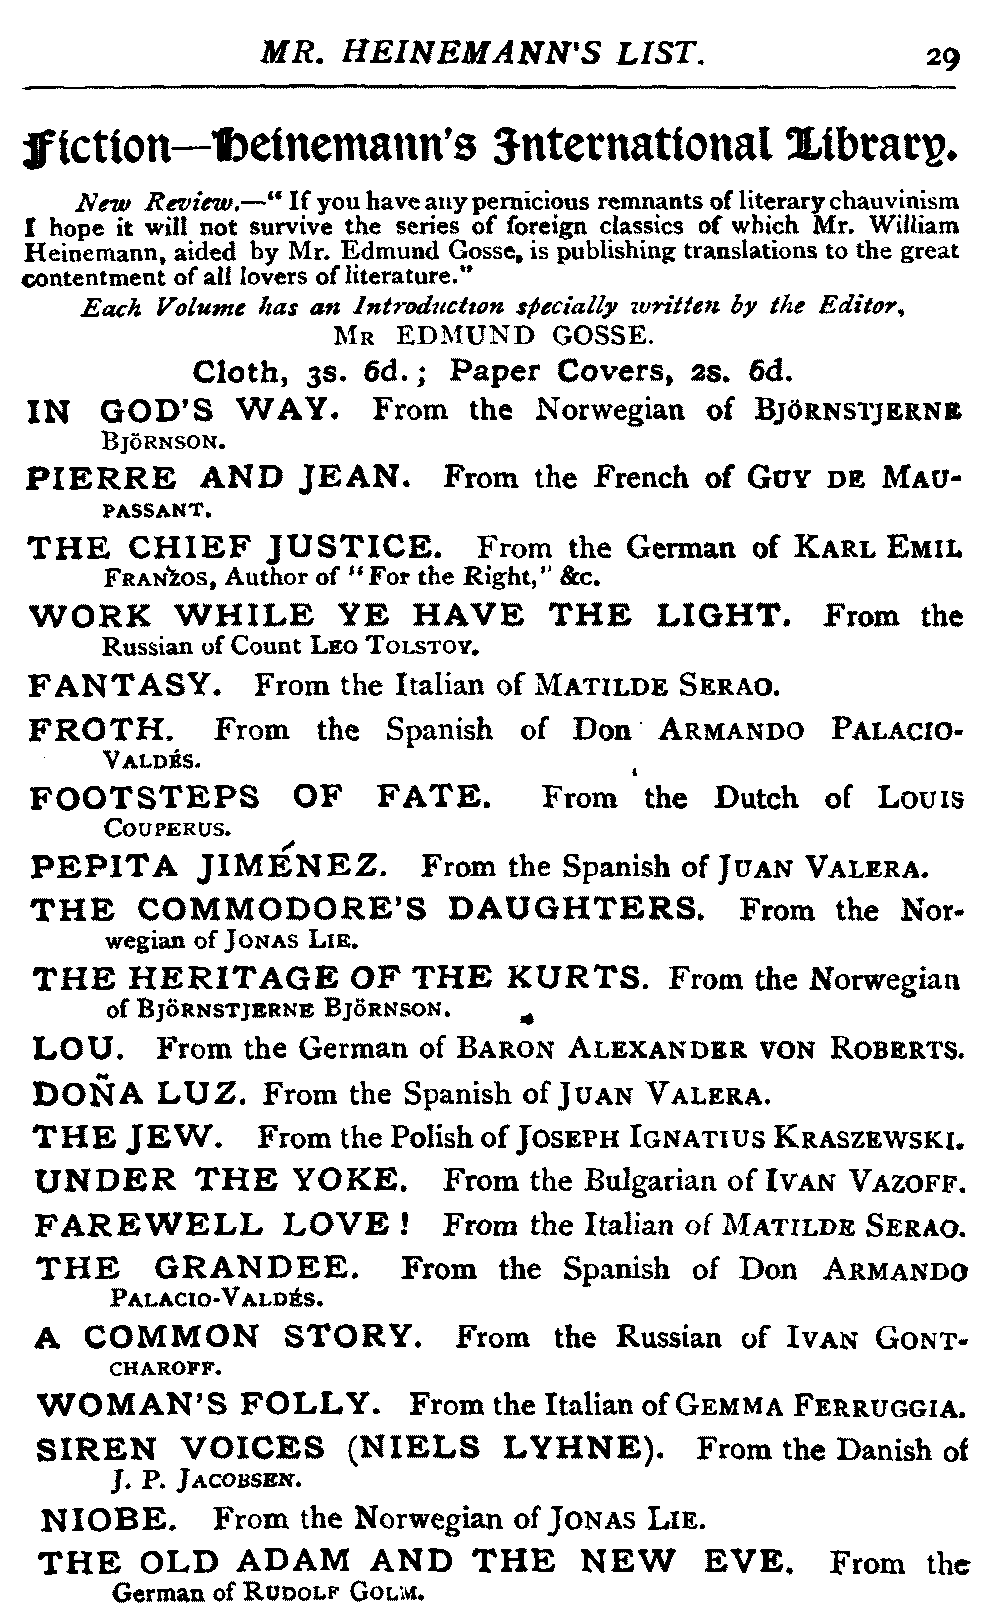 MR. HEINEMANN'S LIST. 29
Fiction—Heinemann's International Library.
New Review.—“If you have any pernicious remnants of literary chauvinism
I hope it will not survive the series of foreign classics of which Mr. William
Heinemann, aided by Mr. Edmund Gosse, is publishing translations to the great
contentment of all lovers of literature.”
Each Volume has an Introduction specially written by the Editor,
MR EDMUND GOSSE.
Cloth, 3s. 6d.; Paper Covers, 2s. 6d.
IN GOD'S WAY. From the Norwegian of BJÖRNSTJERNE
BJÖRNSON.
PIERRE AND JEAN. From the French of GUY DE MAU-
PASSANT.
THE CHIEF JUSTICE. From the German of KARL EMIL
FRANZOS, Author of “For the Right,” &c.
WORK WHILE YE HAVE THE LIGHT. From the
Russian of Count LEO TOLSTOY.
FANTASY. From the Italian of MATILDE SERAO.
FROTH. From the Spanish of Don ARMANDO PALACIO-
VALDÉS.
FOOTSTEPS OF FATE. From the Dutch of LOUIS
COUPERUS.
PEPITA JIMÉNEZ. From the Spanish of JUAN VALERA.
THE COMMODORE'S DAUGHTERS. From the Nor-
wegian of JONAS LIE.
THE HERITAGE OF THE KURTS. From the Norwegian
of BJÖRNSTJERNE BJÖRNSON.
LOU. From the German of BARON ALEXANDER VON ROBERTS.
DOÑA LUZ. From the Spanish of JUAN VALERA.
THE JEW. From the Polish of JOSEPH IGNATIUS KRASZEWSKI.
UNDER THE YOKE. From the Bulgarian of IVAN VAZOFF.
FAREWELL LOVE! From the Italian of MATILDE SERAO.
THE GRANDEE. From the Spanish of Don ARMANDO
PALACIO-VALDÉS.
A COMMON STORY. From the Russian of IVAN GONT-
CHAROFF.
WOMAN'S FOLLY. From the Italian of GEMMA FERRUGGIA.
SIREN VOICES (NIELS LYHNE). From the Danish of
J. P. JACOBSEN.
NIOBE. From the Norwegian of JONAS LIE.
THE OLD ADAM AND THE NEW EVE. From the
German of RUDOLF GOLM.